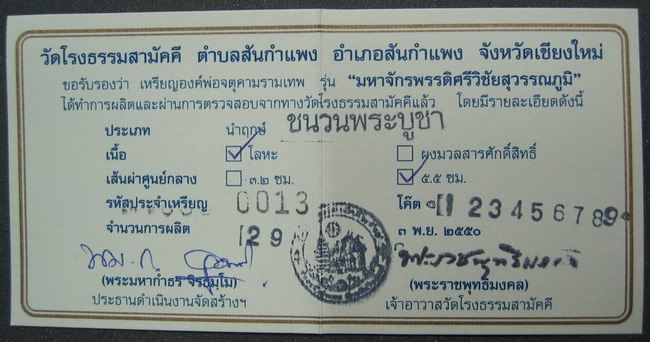 วัดโรงธรรมสามัคคี ตำบลสันกำแพง อำเภอสันกำแพง จังหวัดเชียงใหม่
ขอรับรองว่า เหรียญองค์พ่อจตุคามรามเทพ รุ่น "มหาจักรพรรดิศรีวิชัยสุวรรณภูมิ"
ได้ทำการผลิตและผ่านการตรวจสอบจากทางวัดโรงธรรมสามัคคีแล้ว โดยมีรายละเอียดดังนี้
ประเภท นำฤกษ์ ชนวนพระบูชา
เนื้อ โลหะ ผงมวลสารศักดิ์สิทธิ์
เส้นผ่าศูนย์กลาง ๓.๒ ซม. ๕.๕ ซม.
รหัสประจำเหรียญ 0013 โค๊ต 123456789
จำนวนการผลิต 129 ๓ พ.ย. ๒๕๕๐
(พระมหากำธร จิรธมฺโม) (พระราชพุทธิมงคล)
ประธานดำเนินงานจัดสร้างฯ เจ้าอาวาสวัดโรงธรรมสามัคคี